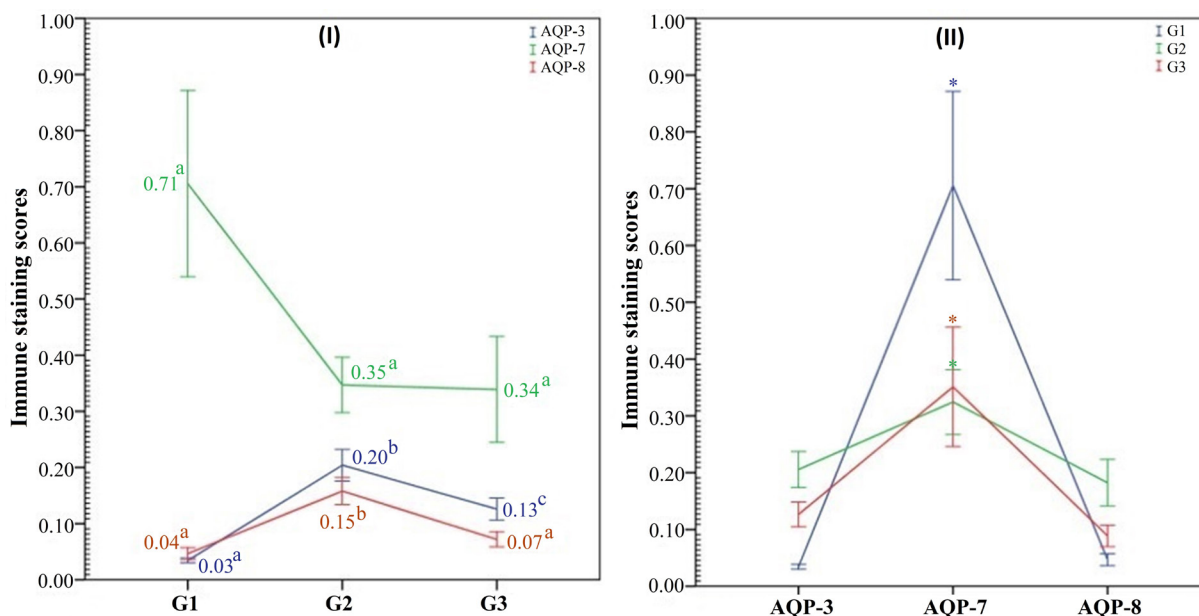 (I)
AQP-3
AQP-7
AQP-8
Immune staining scores
1.00
0.90
0.80
0.70
0.60
0.50
0.40
0.30
0.20
0.10
0.00
0.71a
0.35a
0.34a
0.20b
0.13c
0.15b
0.07a
0.04a
0.03a
G1 G2 G3
(II)
G1
G2
G3
Immune staining scores
1.00
0.90
0.80
0.70
0.60
0.50
0.40
0.30
0.20
0.10
0.00
*
*
*
AQP-3 AQP-7 AQP-8